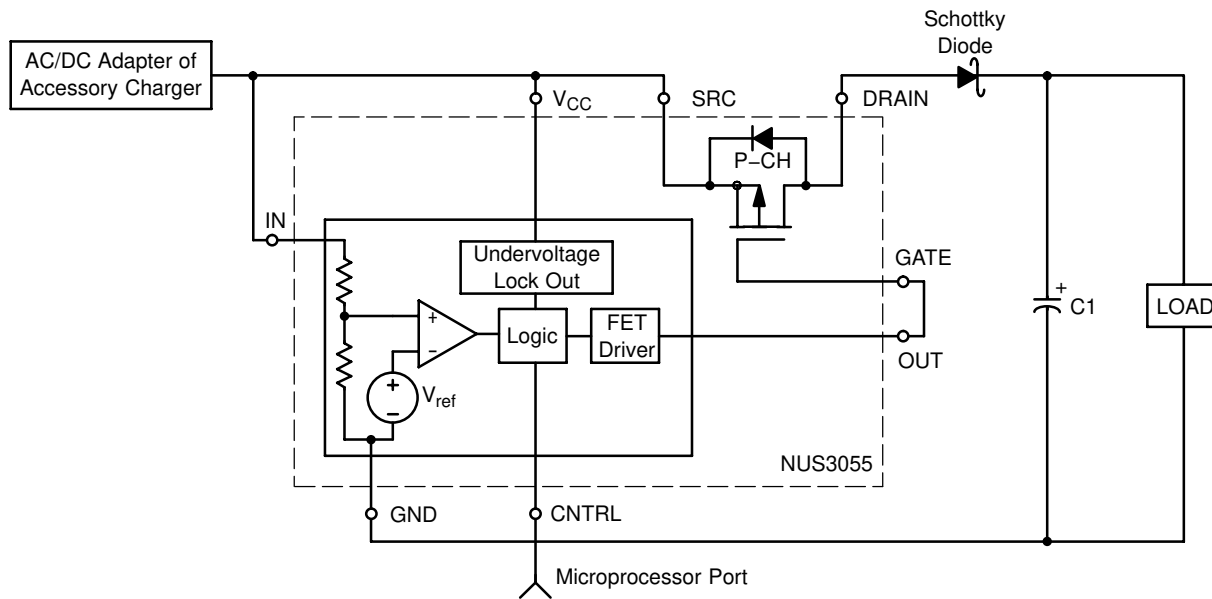 Schottky
Diode
AC/DC Adapter of
Accessory Charger
VCC
SRC
DRAIN
P−CH
IN
Undervoltage
Lock Out
GATE
+
C1
LOAD
+
−
Logic
FET
Driver
OUT
+
−
Vref
NUS3055
GND
CNTRL
Microprocessor Port